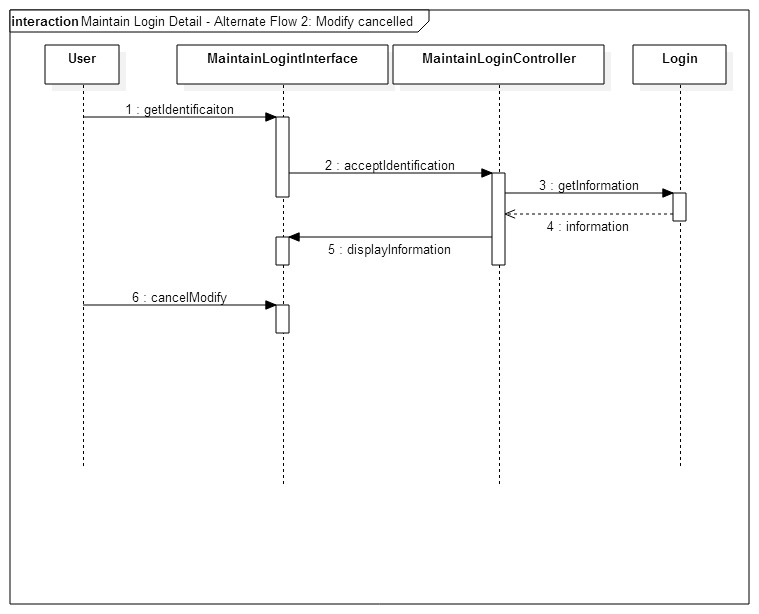 interaction Maintain Login Detail - Alternate Flow 2: Modify cancelled
User
MaintainLogintInterface
MaintainLoginController
Login
1 : getIdentificaiton
2 : acceptIdentification
3 : getInformation
4 : information
5 : displayInformation
6 : cancelModify